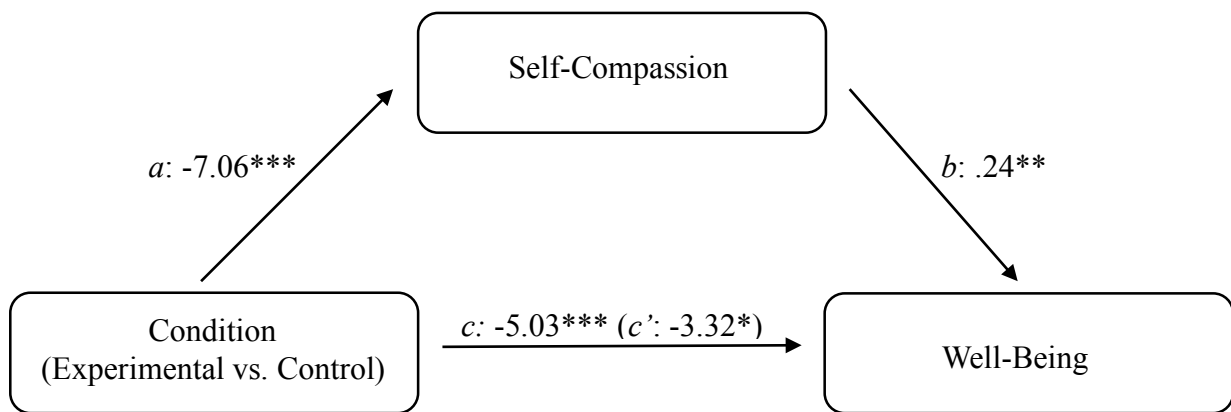 Self-Compassion
a: -7.06***
b: .24**
Condition
(Experimental vs. Control)
c: -5.03*** (c’: -3.32*)
Well-Being